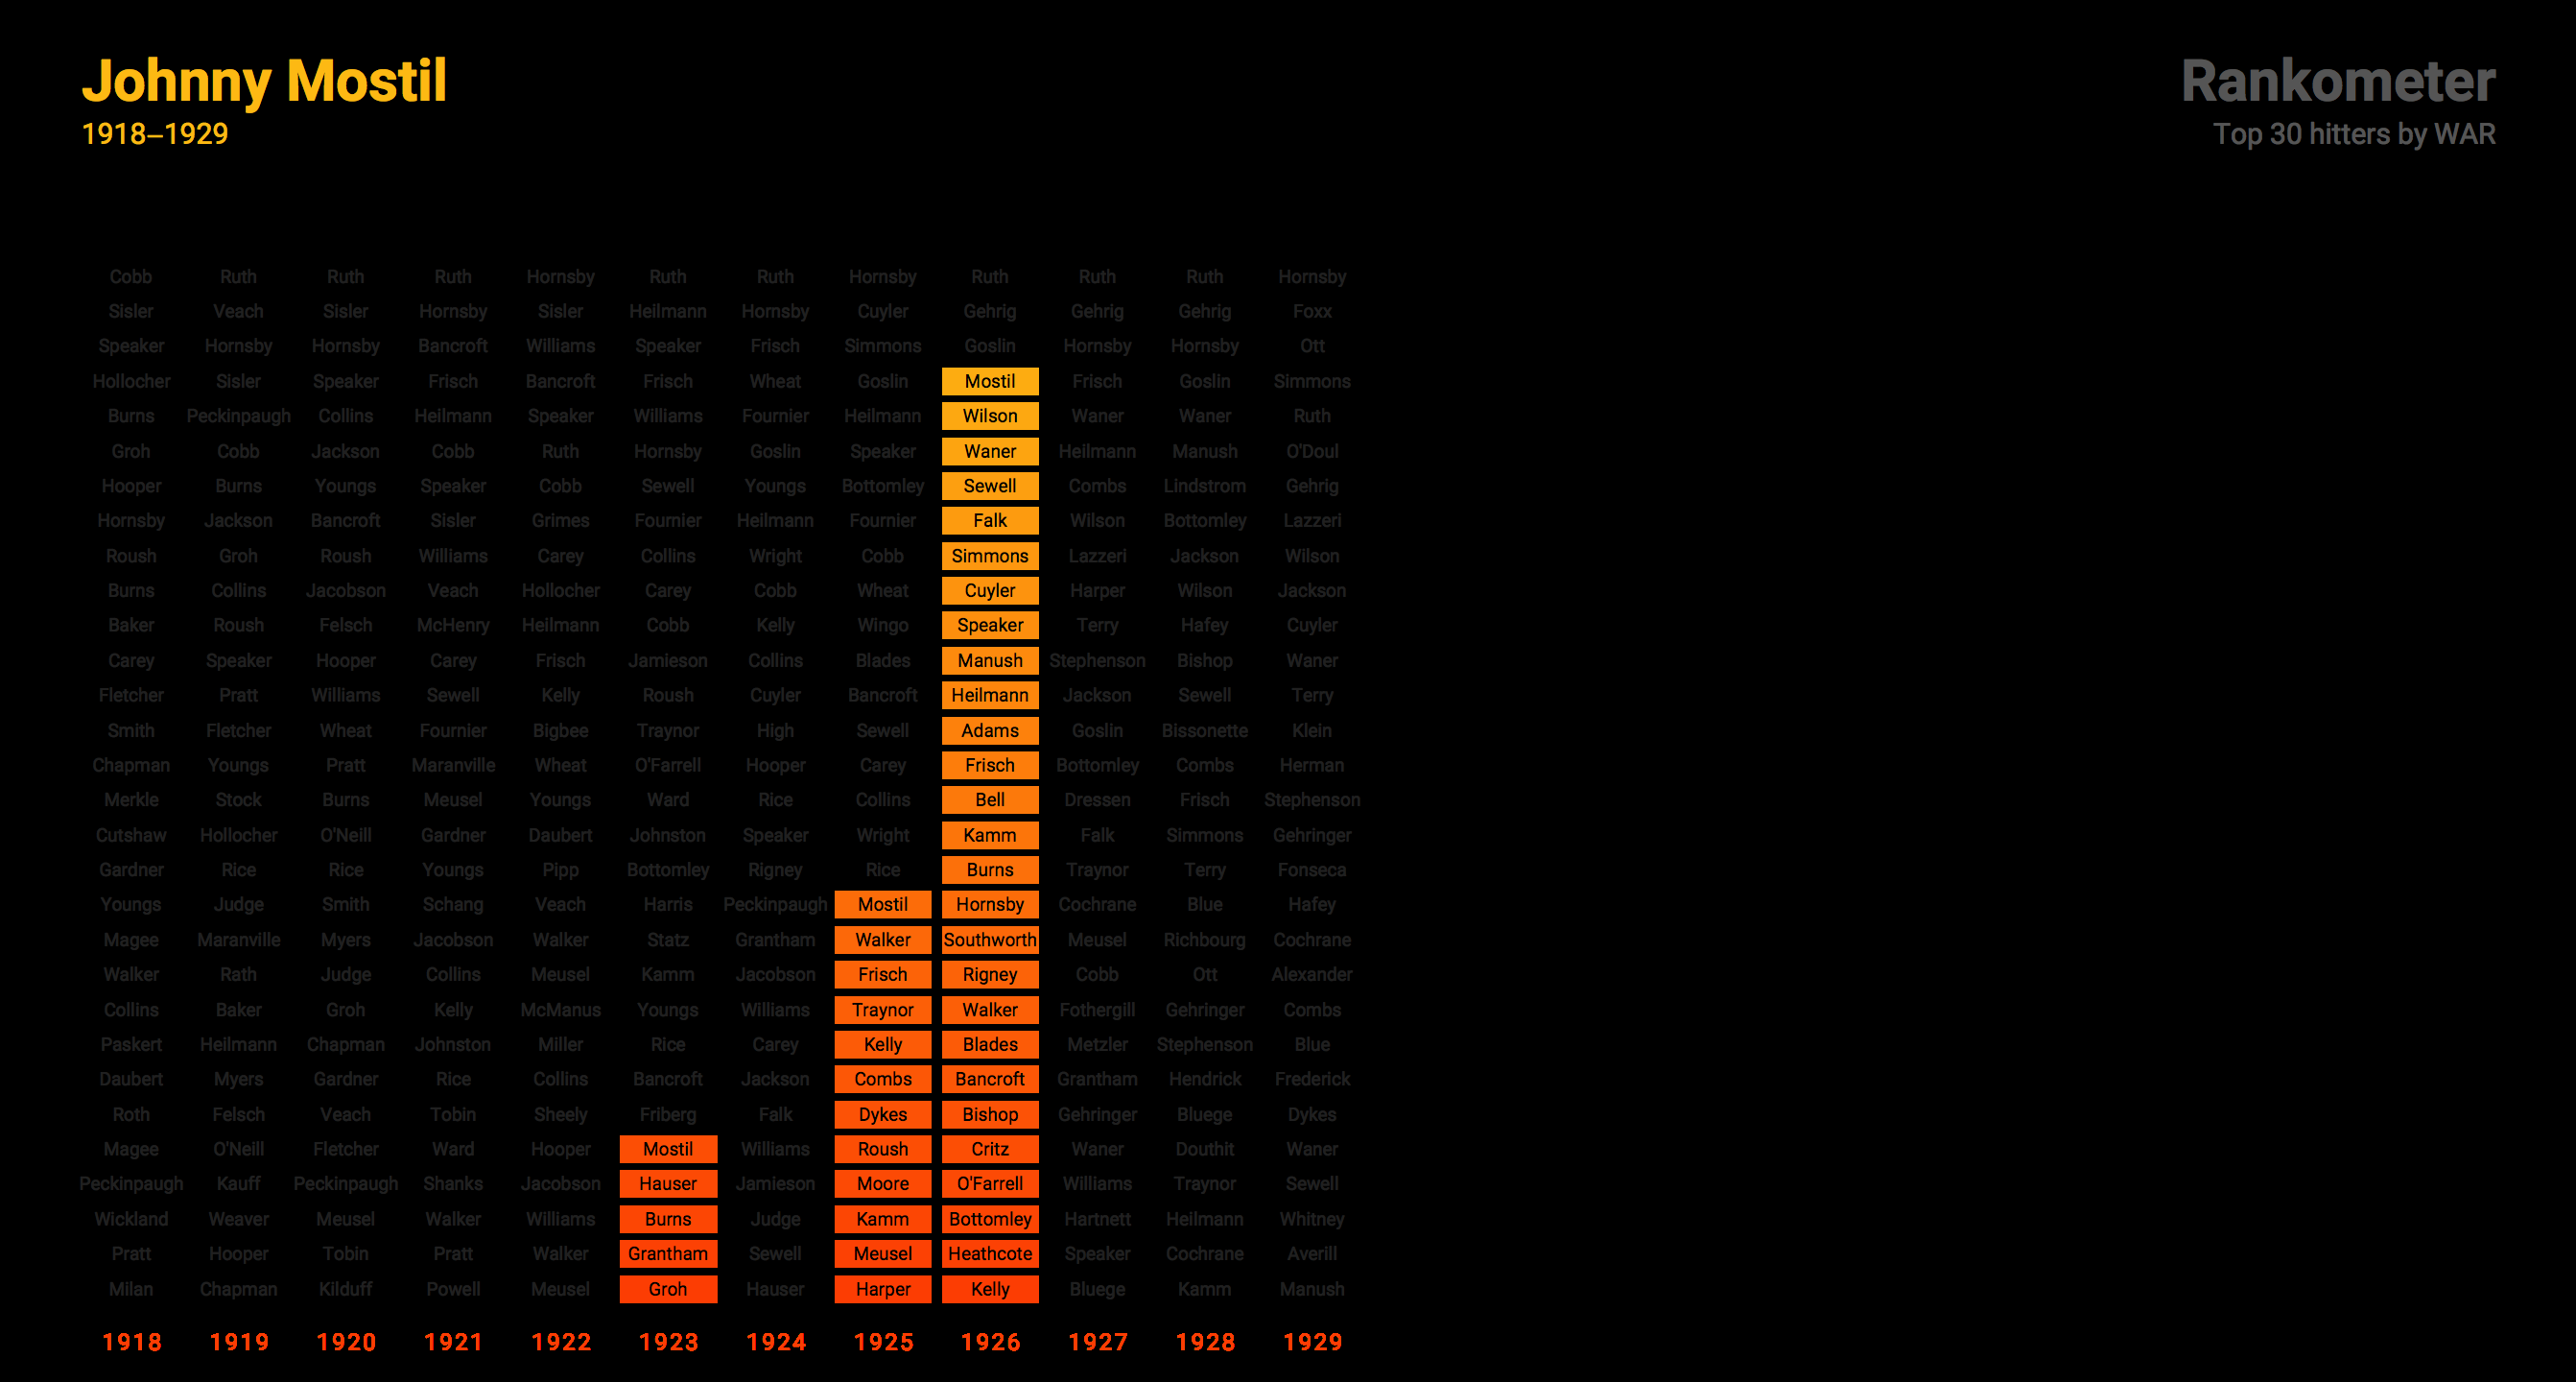 Johnny Mostil
1918–1929
Rankometer
Top 30 hitters by WAR
Cobb Ruth Ruth Ruth Hornsby Ruth Ruth Hornsby Ruth Ruth Ruth Hornsby
Sisler Veach Sisler Hornsby Sisler Heilmann Hornsby Cuyler Gehrig Gehrig Gehrig Foxx
Speaker Hornsby Hornsby Bancroft Williams Speaker Frisch Simmons Goslin Hornsby Hornsby Ott
Hollocher Sisler Speaker Frisch Bancroft Frisch Wheat Goslin Mostil Frisch Goslin Simmons
Burns Peckinpaugh Collins Heilmann Speaker Williams Fournier Heilmann Wilson Waner Waner Ruth
Groh Cobb Jackson Cobb Ruth Hornsby Goslin Speaker Waner Heilmann Manush O'Doul
Hooper Burns Youngs Speaker Cobb Sewell Youngs Bottomley Sewell Combs Lindstrom Gehrig
Hornsby Jackson Bancroft Sisler Grimes Fournier Heilmann Fournier Falk Wilson Bottomley Lazzeri
Roush Groh Roush Williams Carey Collins Wright Cobb Simmons Lazzeri Jackson Wilson
Burns Collins Jacobson Veach Hollocher Carey Cobb Wheat Cuyler Harper Wilson Jackson
Baker Roush Felsch McHenry Heilmann Cobb Kelly Wingo Speaker Terry Hafey Cuyler
Carey Speaker Hooper Carey Frisch Jamieson Collins Blades Manush Stephenson Bishop Waner
Fletcher Pratt Williams Sewell Kelly Roush Cuyler Bancroft Heilmann Jackson Sewell Terry
Smith Fletcher Wheat Fournier Bigbee Traynor High Sewell Adams Goslin Bissonette Klein
Chapman Youngs Pratt Maranville Wheat O'Farrell Hooper Carey Frisch Bottomley Combs Herman
Merkle Stock Burns Meusel Youngs Ward Rice Collins Bell Dressen Frisch Stephenson
Cutshaw Hollocher O'Neill Gardner Daubert Johnston Speaker Wright Kamm Falk Simmons Gehringer
Gardner Rice Rice Youngs Pipp Bottomley Rigney Rice Burns Traynor Terry Fonseca
Youngs Judge Smith Schang Veach Harris Peckinpaugh Mostil Hornsby Cochrane Blue Hafey
Magee Maranville Myers Jacobson Walker Statz Grantham Walker Southworth Meusel Richbourg Cochrane
Walker Rath Judge Collins Meusel Kamm Jacobson Frisch Rigney Cobb Ott Alexander
Collins Baker Groh Kelly McManus Youngs Williams Traynor Walker Fothergill Gehringer Combs
Paskert Heilmann Chapman Johnston Miller Rice Carey Kelly Blades Metzler Stephenson Blue
Daubert Myers Gardner Rice Collins Bancroft Jackson Combs Bancroft Grantham Hendrick Frederick
Roth Felsch Veach Tobin Sheely Friberg Falk Dykes Bishop Gehringer Bluege Dykes
Magee O'Neill Fletcher Ward Hooper Mostil Williams Roush Critz Waner Douthit Waner
Peckinpaugh Kauff Peckinpaugh Shanks Jacobson Hauser Jamieson Moore O'Farrell Williams Traynor Sewell
Wickland Weaver Meusel Walker Williams Burns Judge Kamm Bottomley Hartnett Heilmann Whitney
Pratt Hooper Tobin Pratt Walker Grantham Sewell Meusel Heathcote Speaker Cochrane Averill
Milan Chapman Kilduff Powell Meusel Groh Hauser Harper Kelly Bluege Kamm Manush
1918 1919 1920 1921 1922 1923 1924 1925 1926 1927 1928 1929